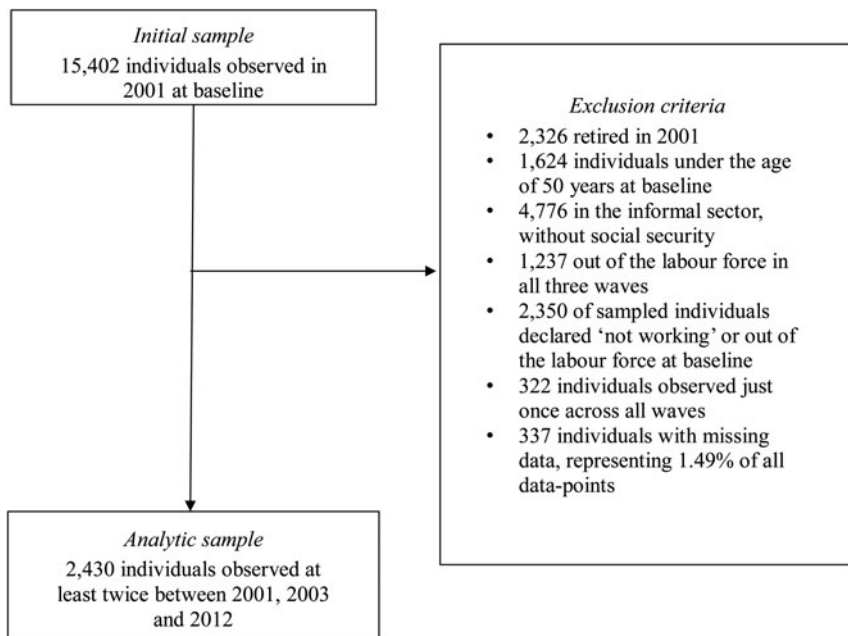 Initial sample
15,402 individuals observed in
2001 at baseline
Exclusion criteria
• 2,326 retired in 2001
• 1,624 individuals under the age
of 50 years at baseline
• 4,776 in the informal sector,
without social security
• 1,237 out of the labour force in
all three waves
• 2,350 of sampled individuals
declared ‘not working’ or out of
the labour force at baseline
• 322 individuals observed just
once across all waves
• 337 individuals with missing
data, representing 1.49% of all
data-points
Analytic sample
2,430 individuals observed at
least twice between 2001, 2003
and 2012